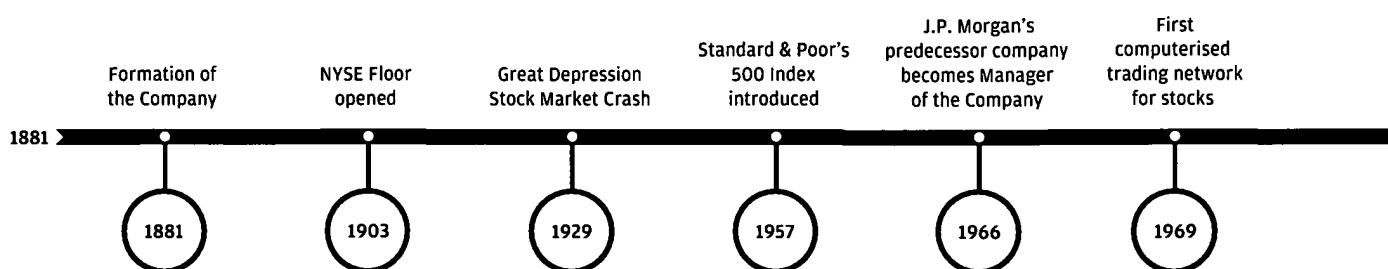 Formation of
the Company
NYSE Floor
opened
Great Depression
Stock Market Crash
Standard & Poor's
500 Index
introduced
J.P. Morgan's
predecessor company
becomes Manager
of the Company
First
computerised
trading network
for stocks
1881
1881
1903
1929
1957
1966
1969